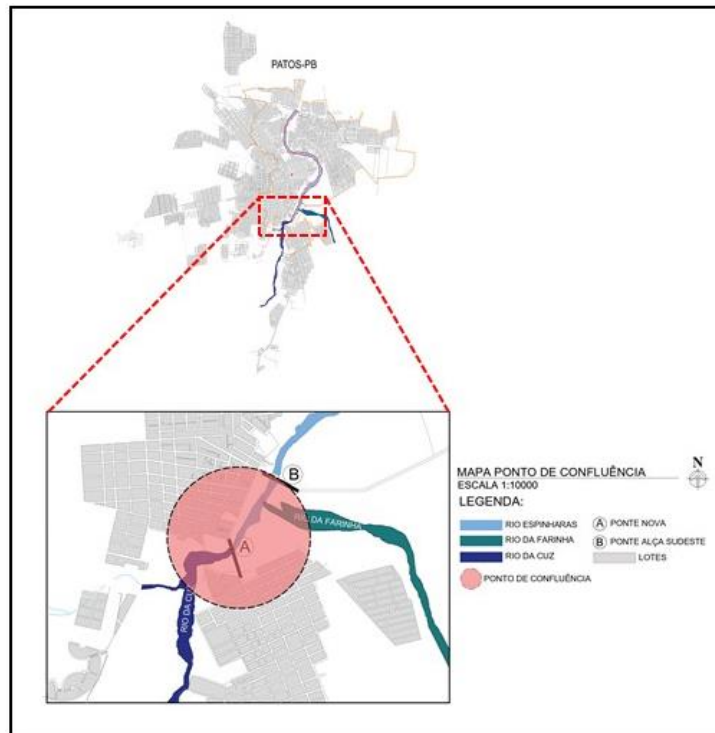 PATOS-PB
B
RIO DA FARINHA
A
RIO DA CUZ
MAPA PONTO DE CONFLUÊNCIA
N
ESCALA 1:10000
LEGENDA:
RIO ESPINHARAS
A PONTE NOVA
RIO DA FARINHA
B PONTE ALÇA SUDESTE
RIO DA CUZ
LOTES
PONTO DE CONFLUÊNCIA